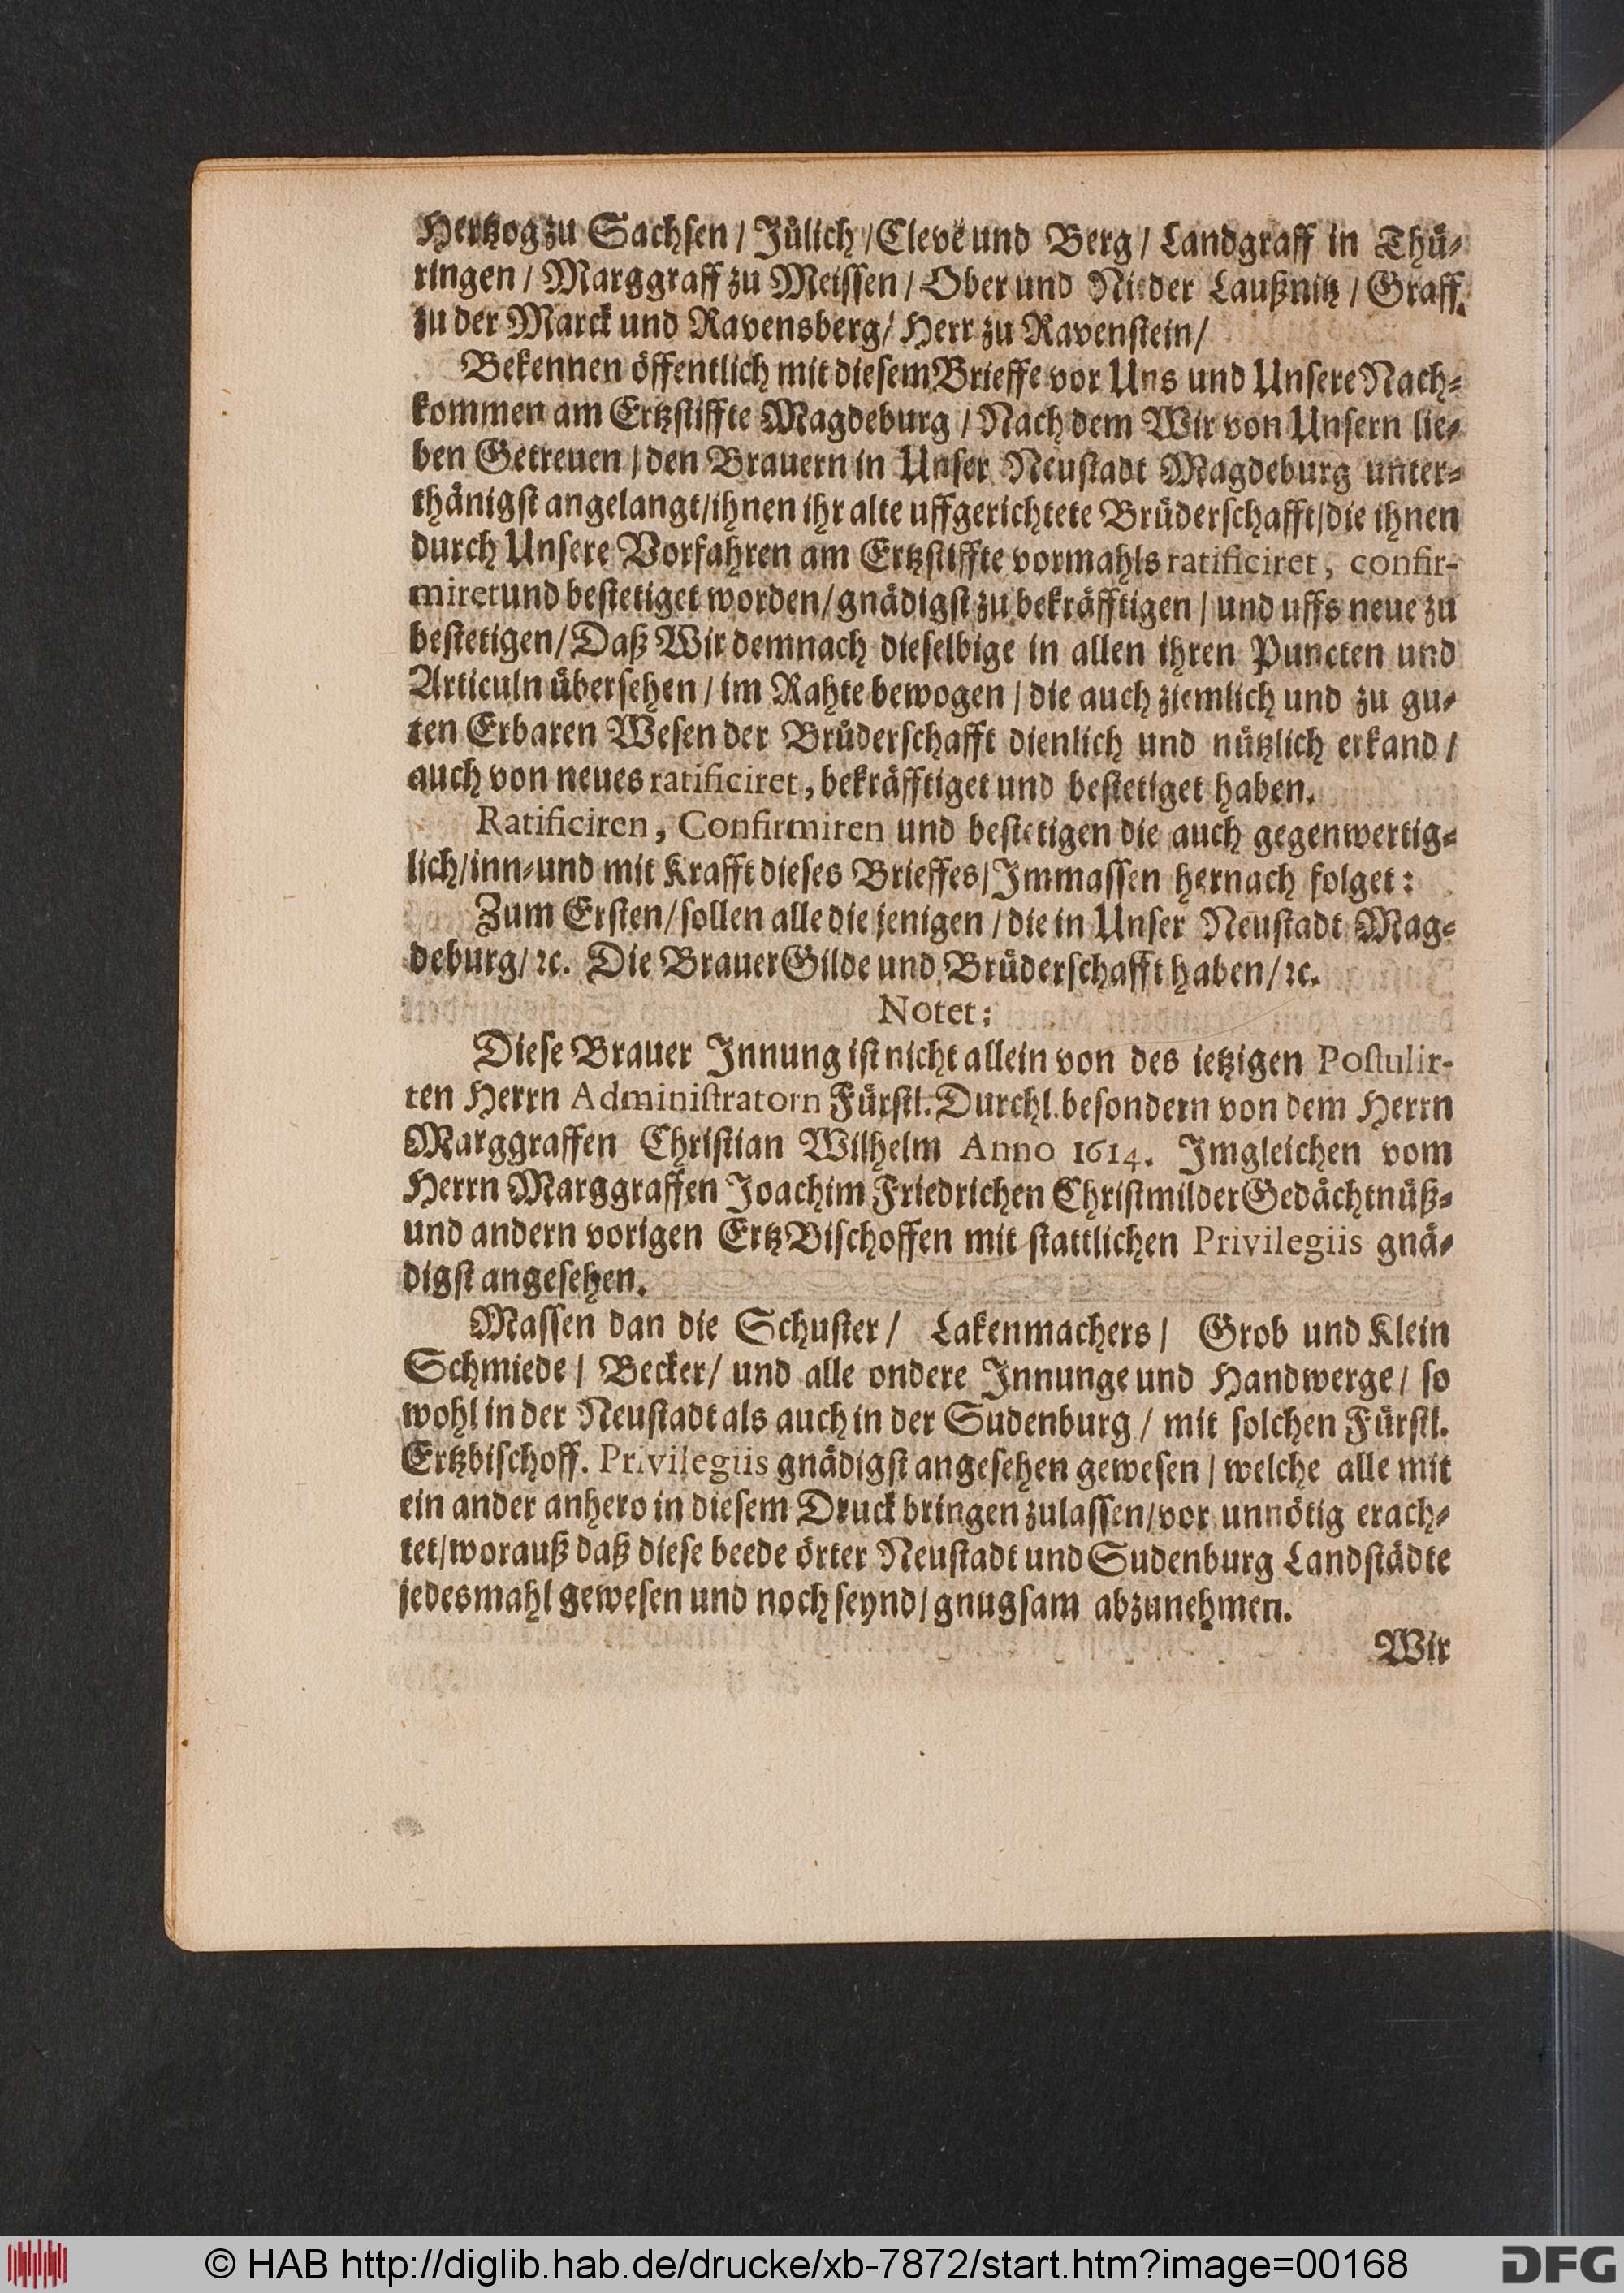 Hertzog zu Sachsen / Jülich / Cleve und Berg / Landgraff in Thü-
ringen / Marggraff zu Meissen / Ober und Nieder Laußnitz / Graff
zu der Marck und Ravensberg / Herr zu Ravenstein /
Bekennen öffentlich mit diesem Brieffe vor Uns und Unsere Nach-
kommen am Ertzstiffte Magdeburg / Nach dem Wir von Unsern lie-
ben Getreuen / den Brauern in Unser Neustadt Magdeburg unter-
thänigst angelangt / ihnen ihr alte uffgerichtete Brüderschafft / die ihnen
durch Unsere Vorfahren am Ertzstiffte vormahls ratificiret, confir-
miret und bestetiget worden / gnädigst zu bekräfftigen / und uffs neue zu
bestetigen / Daß Wir demnach dieselbige in allen ihren Puncten und
Articuln übersehen / im Rahte bewogen / die auch ziemlich und zu gu-
ten Erbaren Wesen der Brüderschafft dienlich und nützlich erkand /
auch von neues ratificiret, bekräfftiget und bestetiget haben.
Ratificiren, Confirmiren und bestetigen die auch gegenwertig-
lich / inn- und mit Krafft dieses Brieffes / Immassen hernach folget:
Zum Ersten / sollen alle die jenigen / die in Unser Neustadt Mag-
deburg / ꝛc. Die Brauer Gilde und Brüderschafft haben / ꝛc.
Notet:
Diese Brauer Innung ist nicht allein von des ietzigen Postulir-
ten Herrn Administratorn Fürstl. Durchl. besondern von dem Herrn
Marggraffen Christian Wilhelm Anno 1614. Imgleichen vom
Herrn Marggraffen Joachim Friedrichen Christmilder Gedächtnüß-
und andern vorigen Ertz Bischoffen mit stattlichen Privilegiis gnä-
digst angesehen.
Massen dan die Schuster / Lakenmachers / Grob und Klein
Schmiede / Becker / und alle ondere Innunge und Handwerge / so
wohl in der Neustadt als auch in der Sudenburg / mit solchen Fürstl.
Ertzbischoff. Privilegiis gnädigst angesehen gewesen / welche alle mit
ein ander anhero in diesem Druck bringen zulassen / vor unnötig erach-
tet / worauß daß diese beede örter Neustadt und Sudenburg Landstädte
jedesmahl gewesen und noch seynd / gnugsam abzunehmen.
Wir
© HAB http://diglib.hab.de/drucke/xb-7872/start.htm?image=00168
DFG